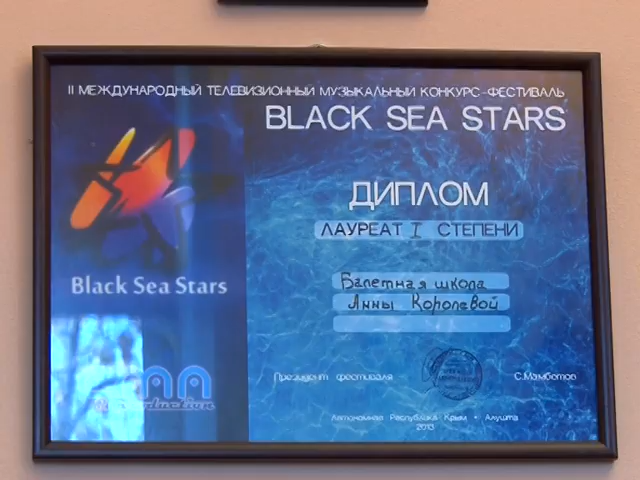 II МЕЖДУНАРОДНЫЙ ТЕЛЕВИЗИОННЫЙ МУЗЫКАЛЬНЫЙ КОНКУРС-ФЕСТИВАЛЬ
BLACK SEA STARS
ДИПЛОМ
ЛАУРЕАТ I СТЕПЕНИ
Black Sea Stars
Балетная школа
Анны Королевой
Президент фестиваля
С.Мамбетов
Автономная Республика Крым • Алушта
2013